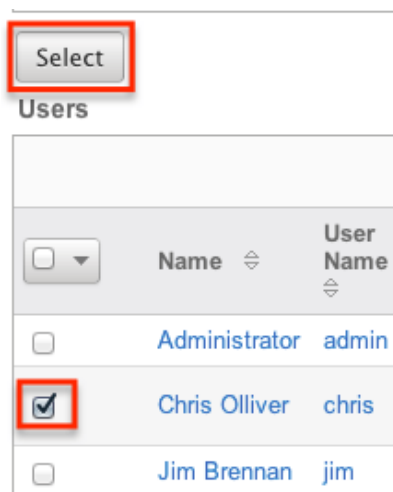 Select
Users
Name User Name
Administrator admin
Chris Olliver chris
Jim Brennan jim